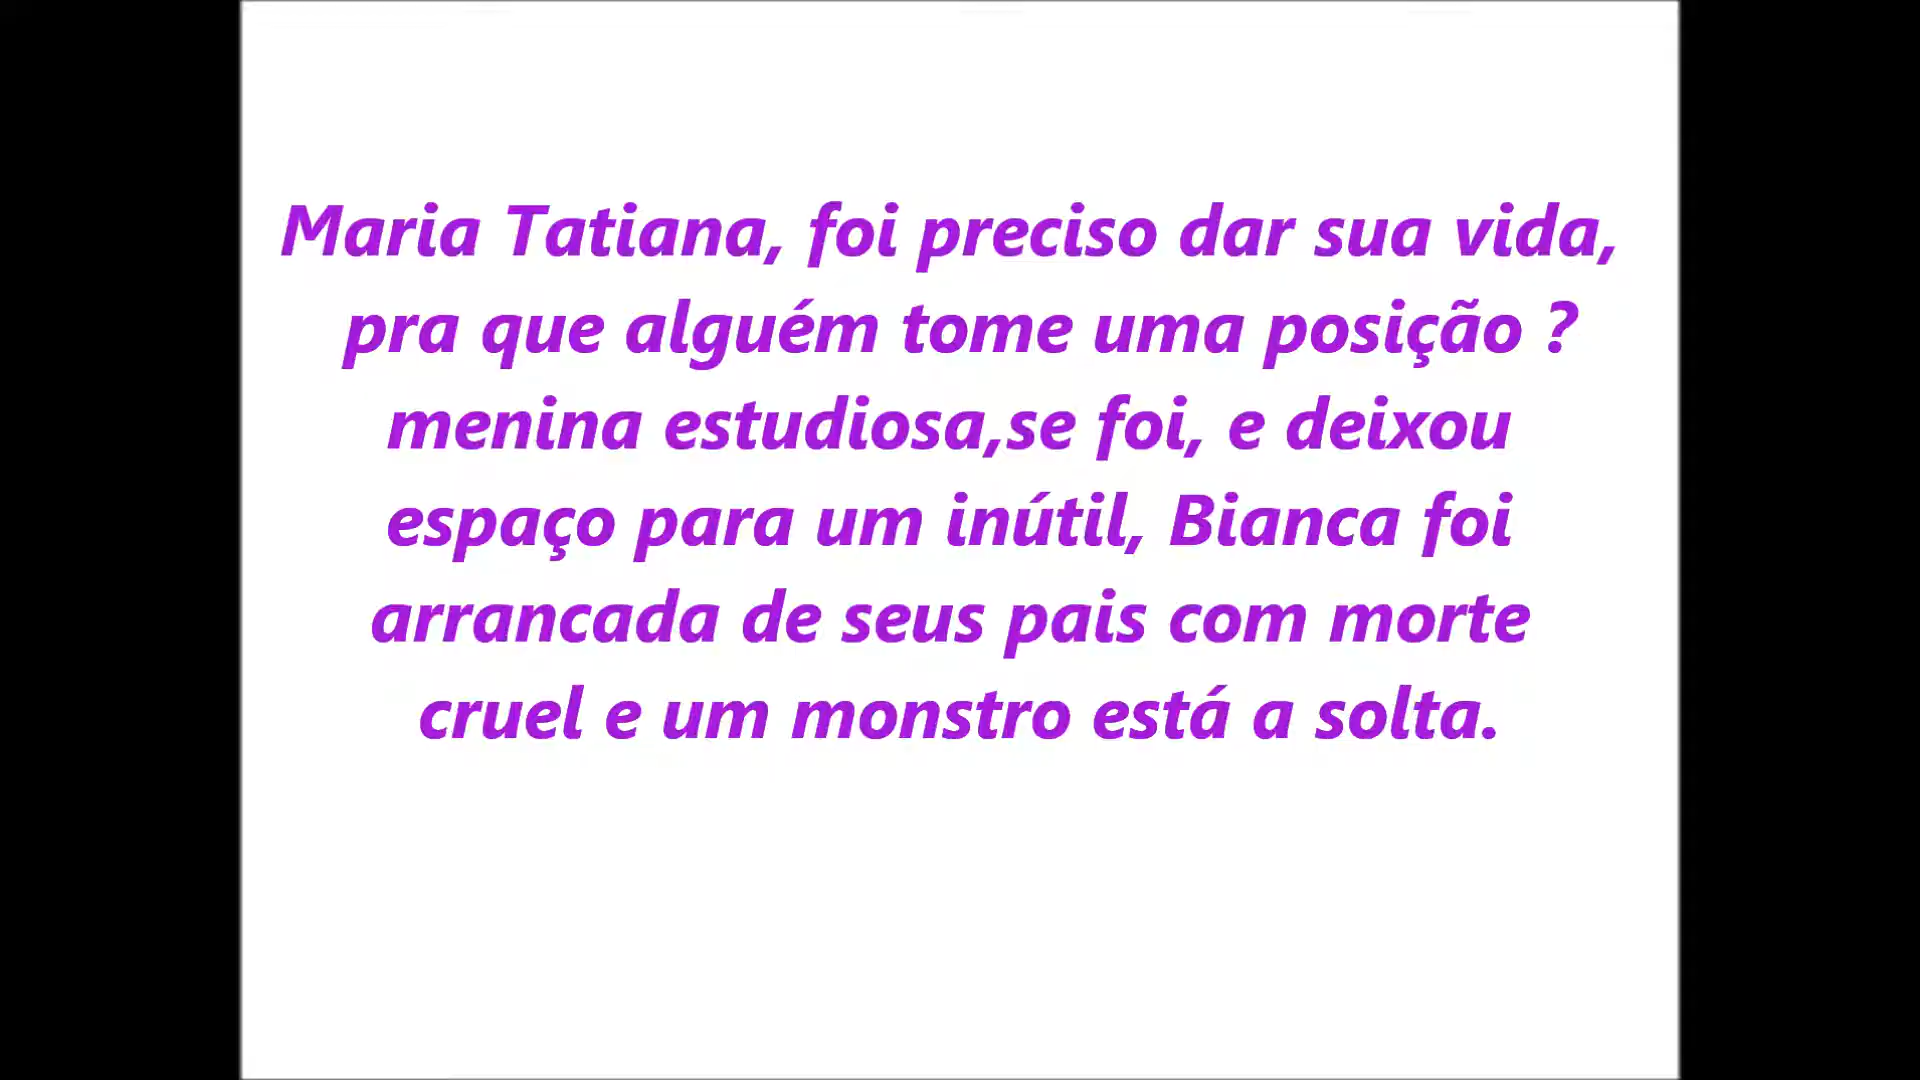 Maria Tatiana, foi preciso dar sua vida,
pra que alguém tome uma posição ?
menina estudiosa,se foi, e deixou
espaço para um inútil, Bianca foi
arrancada de seus pais com morte
cruel e um monstro está a solta.